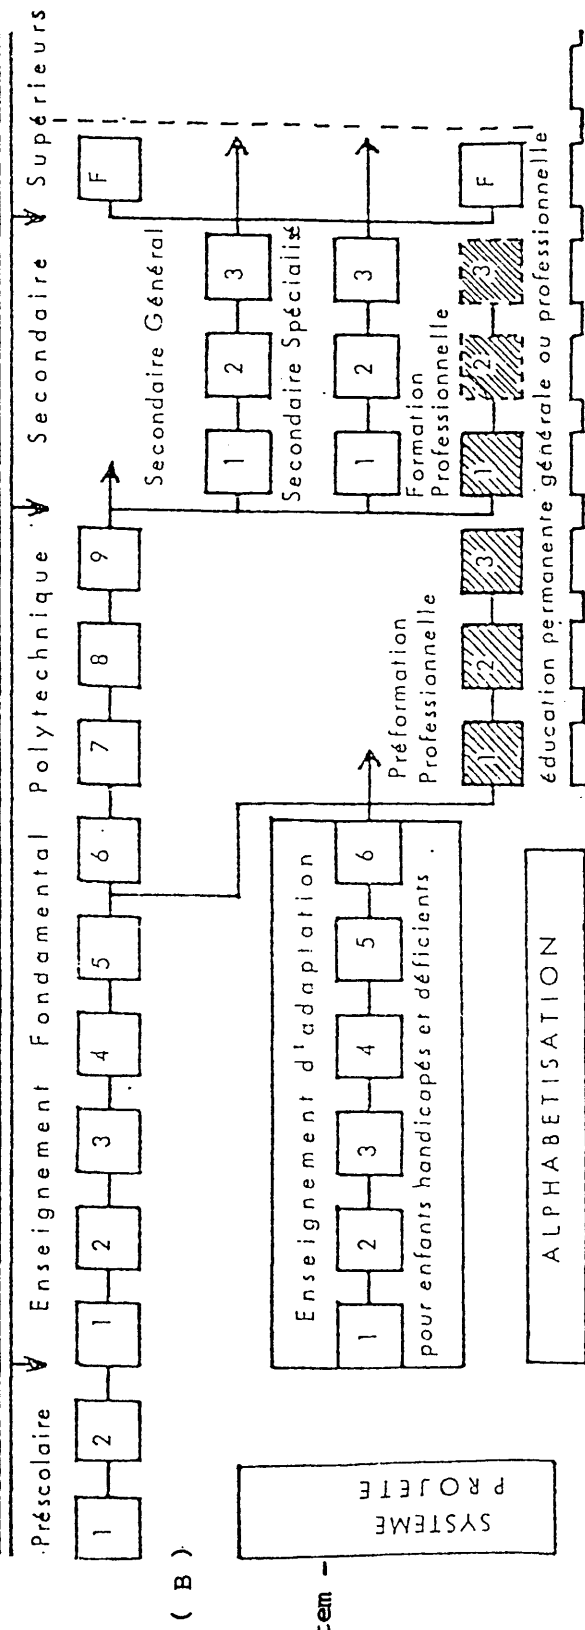 Préscolaire
Enseignement Fondamental Polytechnique
Secondaire
Supérieurs
1 2 1 2 3 4 5 6 7 8 9 F
Secondaire Général
1 2 3
Secondaire Spécialisé
Enseignement d'adaptation
1 2 3 4 5 6
pour enfants handicapés et déficients.
1 2 3
Préformation
Professionnelle
Formation
Professionnelle
1 2 3 1 2 3 F
éducation permanente générale ou professionnelle
ALPHABETISATION
SYSTEME
PROJETE
( B )
tem -